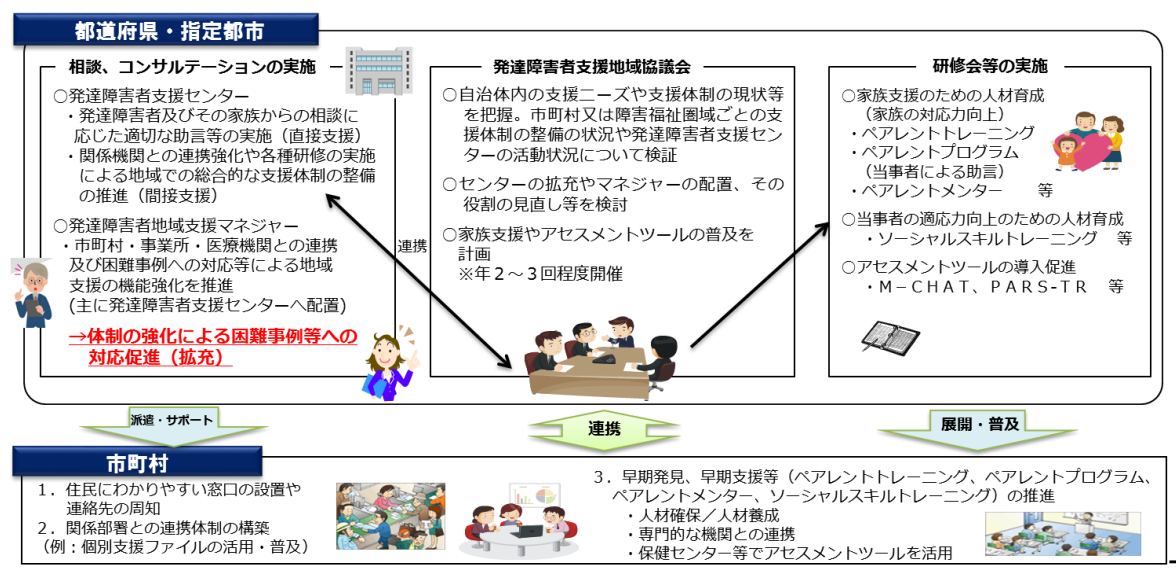 都道府県・指定都市
相談、コンサルテーションの実施
○発達障害者支援センター
・発達障害者及びその家族からの相談に
応じた適切な助言等の実施（直接支援）
・関係機関との連携強化や各種研修の実施
による地域での総合的な支援体制の整備
の推進（間接支援）
○発達障害者地域支援マネジャー
・市町村・事業所・医療機関との連携
及び困難事例への対応等による地域
支援の機能強化を推進
(主に発達障害者支援センターへ配置)
→体制の強化による困難事例等への
対応促進（拡充）
連携
発達障害者支援地域協議会
○自治体内の支援ニーズや支援体制の現状等
を把握。市町村又は障害福祉圏域ごとの支
援体制の整備の状況や発達障害者支援セン
ターの活動状況について検証
○センターの拡充やマネジャーの配置、その
役割の見直し等を検討
○家族支援やアセスメントツールの普及を
計画
※年２～３回程度開催
研修会等の実施
○家族支援のための人材育成
（家族の対応力向上）
・ペアレントトレーニング
・ペアレントプログラム
（当事者による助言）
・ペアレントメンター　等
○当事者の適応力向上のための人材育成
・ソーシャルスキルトレーニング　等
○アセスメントツールの導入促進
・Ｍ－ＣＨＡＴ、ＰＡＲＳ-ＴＲ　等
派遣・サポート
連携
展開・普及
市町村
１．住民にわかりやすい窓口の設置や
連絡先の周知
２．関係部署との連携体制の構築
（例：個別支援ファイルの活用・普及）
３．早期発見、早期支援等（ペアレントトレーニング、ペアレントプログラム、
ペアレントメンター、ソーシャルスキルトレーニング）の推進
・人材確保／人材養成
・専門的な機関との連携
・保健センター等でアセスメントツールを活用